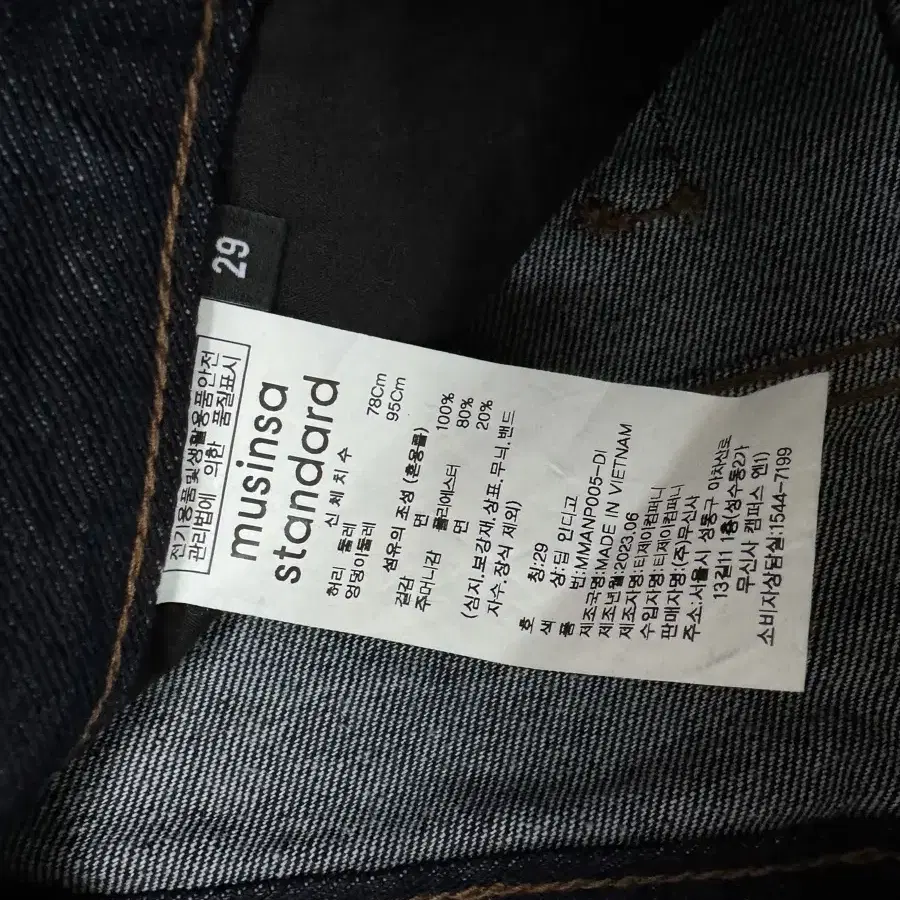 29
전기용품및생활용품안전
관리법에 의한 품질표시
musinsa
standard
신 체 치 수
허리 둘레 78Cm
엉덩이둘레 95Cm
섬유의 조성 (혼용률)
겉감 면 100%
주머니감 폴리에스터 80%
면 20%
(심지.보강재.상표.무늬.밴드
자수.장식 제외)
호 칭:29
색 상:딥 인디고
품 번:MMANP005-DI
제조국명:MADE IN VIETNAM
제조년월:2023.06
제조자명:티제이컴퍼니
수입자명:티제이컴퍼니
판매자명:(주)무신사
주소:서울시 성동구 아차산로
13길11 1층(성수동2가
무신사 캠퍼스 엔1)
소비자상담실:1544-7199